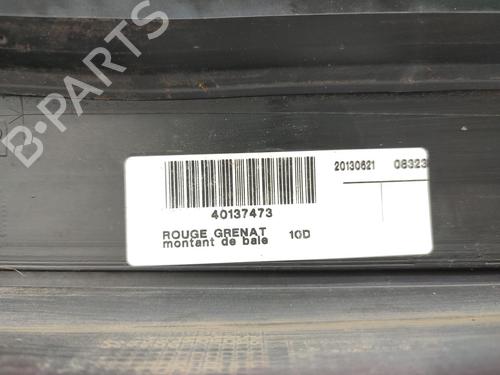 B-PARTS
20130621 08323
40137473
ROUGE GRENAT 10D
montant de baie